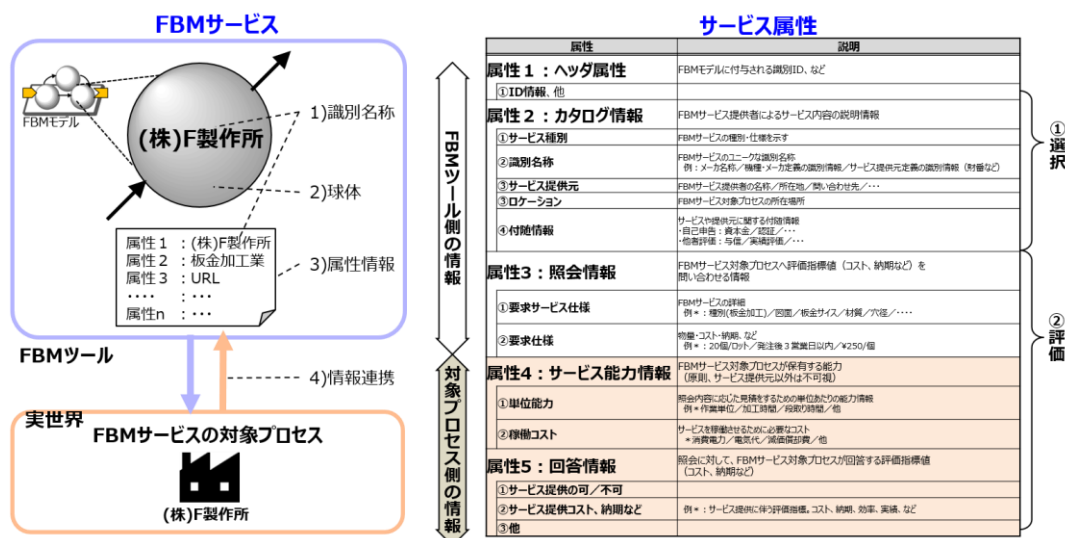 FBMサービス
FBMモデル
(株)F製作所
1)識別名称
2)球体
属性1 :(株)F製作所
属性2 : 板金加工業
属性3 : URL
‥‥ :‥・
属性n :‥・
3)属性情報
FBMツール
4)情報連携
実世界
FBMサービスの対象プロセス
(株)F製作所
サービス属性
FBMツール側の情報
対象プロセス側の情報
属性 説明
属性1:ヘッダ属性 FBMモデルに付与される識別ID、など
①ID情報、他
属性2:カタログ情報 FBMサービス提供者によるサービス内容の説明情報
①サービス種別 FBMサービスの種別・仕様を示す
②識別名称 FBMサービスのユニークな識別名称
例:メーカ名称/機種・メーカ定義の識別情報/サービス提供元定義の識別情報(財番など)
③サービス提供元 FBMサービス提供者の名称/所在地/問い合わせ先/‥・
③ロケーション FBMサービス対象プロセスの所在場所
④付随情報 サービスや提供元に関する付随情報
・自己申告:資本金/認証/‥・
・他者評価:与信/実績評価/‥・
属性3:照会情報 FBMサービス対象プロセスへ評価指標値(コスト、納期など)を
問い合わせる情報
①要求サービス仕様 FBMサービスの詳細
例*:種別(板金加工)/図面/板金サイズ/材質/穴径/‥‥
②要求仕様 物量・コスト・納期、など
例*:20個/ロット/発注後3営業日以内/¥250/個
属性4:サービス能力情報 FBMサービス対象プロセスが保有する能力
(原則、サービス提供元以外は不可視)
①単位能力 照会内容に応じた見積をするための単位あたりの能力情報
例*作業単位/加工時間/段取り時間/他
②稼働コスト サービスを稼働させるために必要なコスト
*消費電力/電気代/減価償却費/他
属性5:回答情報 照会に対して、FBMサービス対象プロセスが回答する評価指標値
(コスト、納期など)
①サービス提供の可/不可
②サービス提供コスト、納期など 例*:サービス提供に伴う評価指標。コスト、納期、効率、実績、など
③他
①選択
②評価